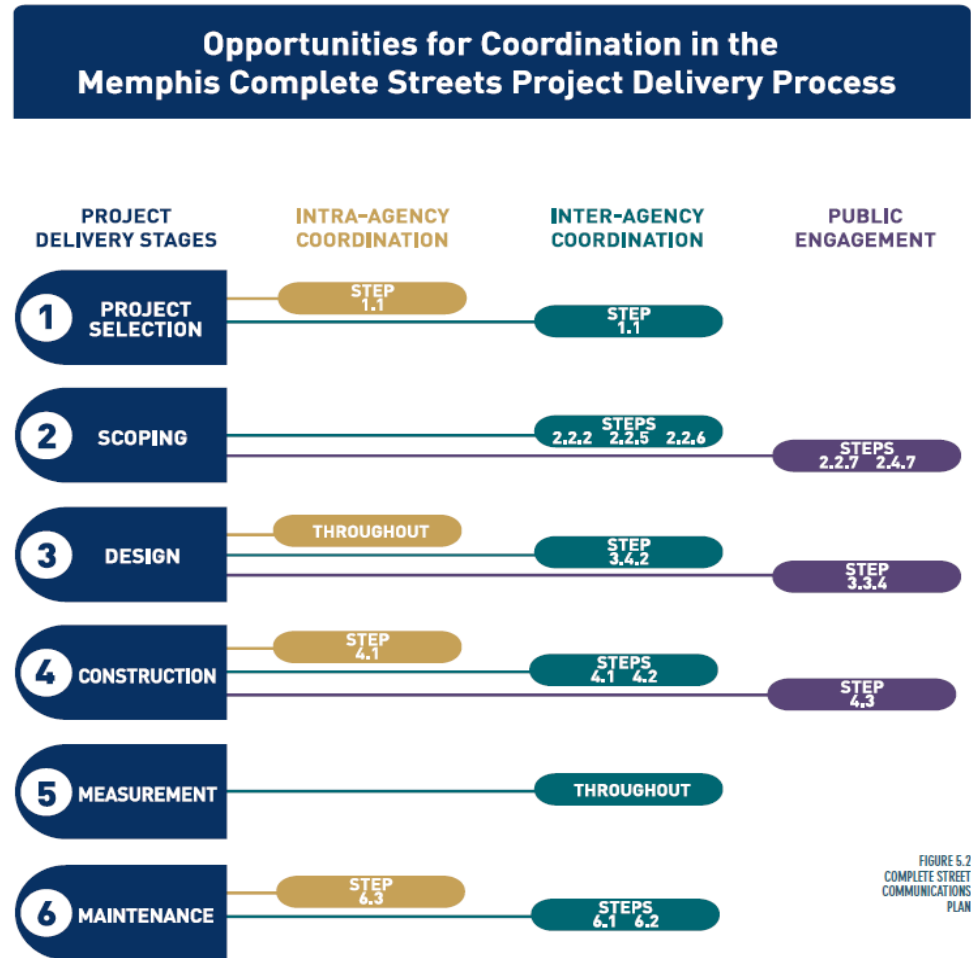 Opportunities for Coordination in the
Memphis Complete Streets Project Delivery Process
PROJECT
DELIVERY STAGES
INTRA-AGENCY
COORDINATION
INTER-AGENCY
COORDINATION
PUBLIC
ENGAGEMENT
1
PROJECT
SELECTION
STEP
1.1
STEP
1.1
2
SCOPING
STEPS
2.2.2 2.2.5 2.2.6
STEPS
2.2.7 2.4.7
3
DESIGN
THROUGHOUT
STEP
3.4.2
STEP
3.3.4
4
CONSTRUCTION
STEP
4.1
STEPS
4.1 4.2
STEP
4.3
5
MEASUREMENT
THROUGHOUT
6
MAINTENANCE
STEP
6.3
STEPS
6.1 6.2
FIGURE 5.2
COMPLETE STREET
COMMUNICATIONS
PLAN